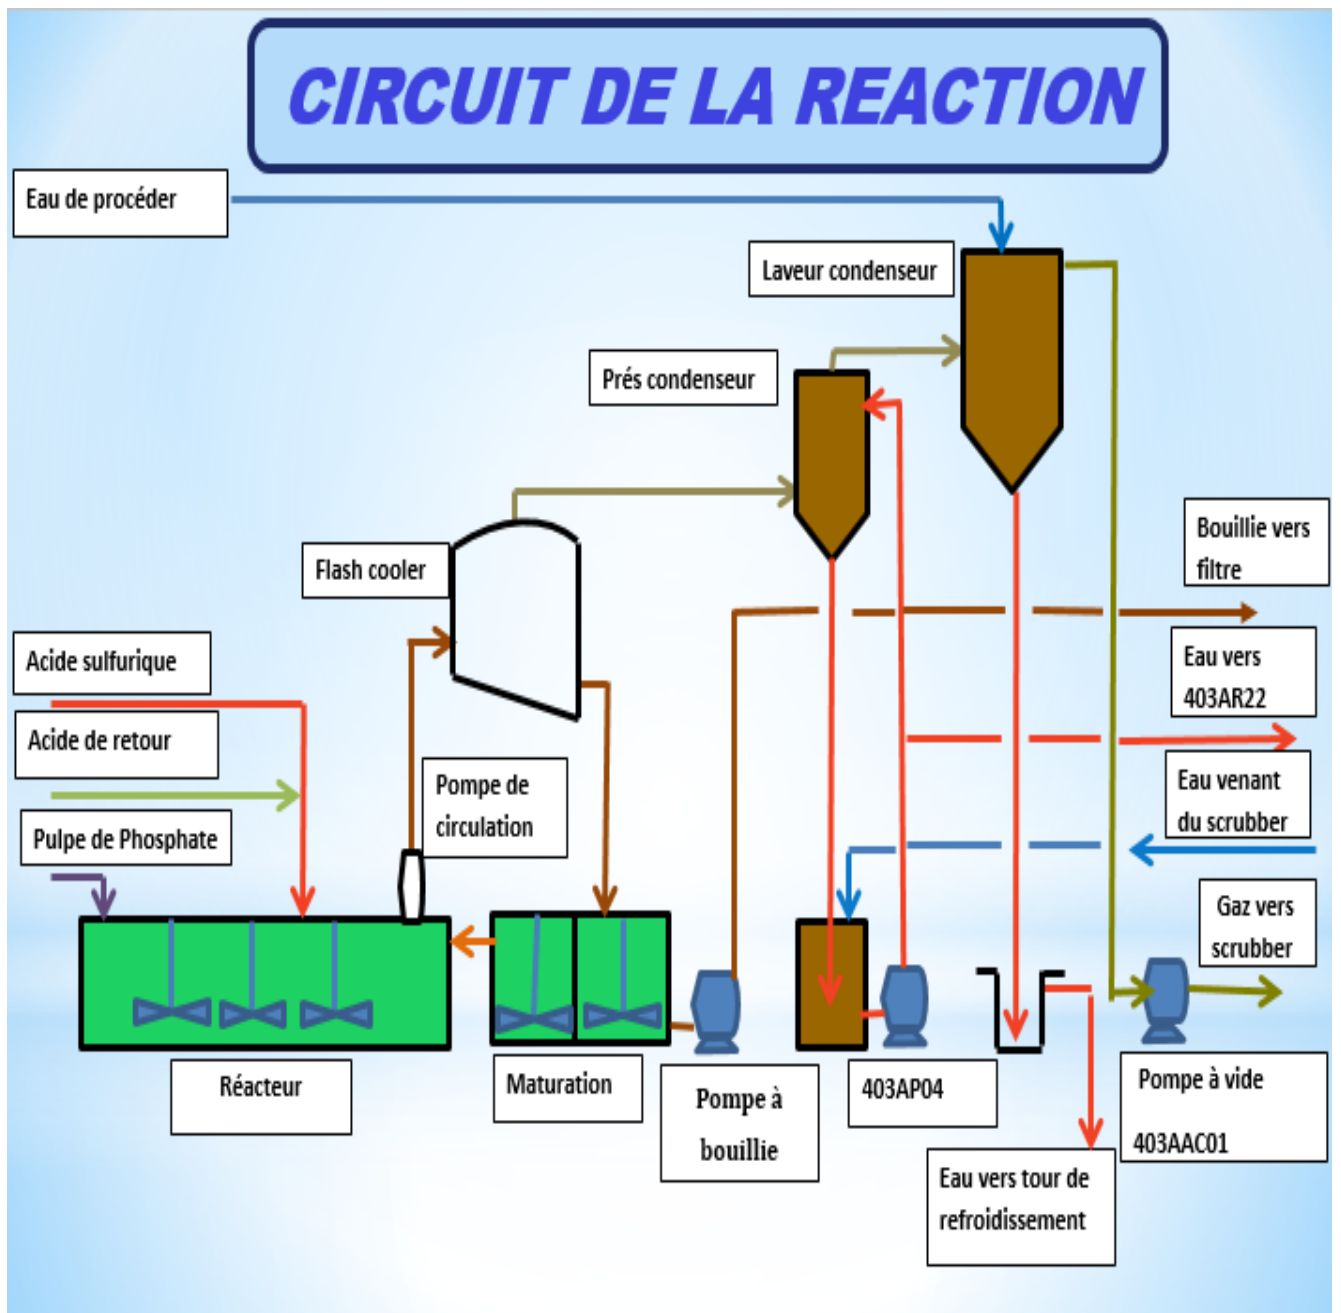 CIRCUIT DE LA REACTION
Eau de procéder
Laveur condenseur
Prés condenseur
Flash cooler
Bouillie vers
filtre
Acide sulfurique
Eau vers
403AR22
Acide de retour
Pompe de
circulation
Eau venant
du scrubber
Pulpe de Phosphate
Gaz vers
scrubber
Réacteur
Maturation
Pompe à
bouillie
403AP04
Pompe à vide
403AAC01
Eau vers tour de
refroidissement